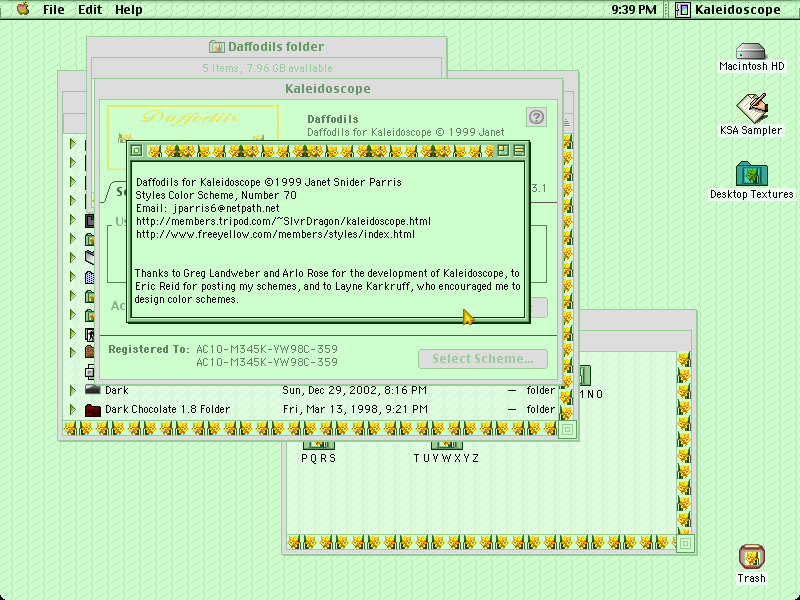 File Edit Help
9:39 PM
Kaleidoscope
Daffodils folder
5 items, 7.96 GB available
Kaleidoscope
Daffodils
Daffodils
Daffodils for Kaleidoscope © 1999 Janet
3.1
Daffodils for Kaleidoscope ©1999 Janet Snider Parris
Styles Color Scheme, Number 70
Email: jparris6@netpath.net
http://members.tripod.com/~SlvrDragon/kaleidoscope.html
http://www.freeyellow.com/members/styles/index.html
Thanks to Greg Landweber and Arlo Rose for the development of Kaleidoscope, to
Eric Reid for posting my schemes, and to Layne Karkruff, who encouraged me to
design color schemes.
Registered To: AC10-M345K-VW98C-359
AC10-M345K-VW98C-359
Select Scheme...
Dark Sun, Dec 29, 2002, 8:16 PM — folder
Dark Chocolate 1.8 Folder Fri, Mar 13, 1998, 9:21 PM — folder
P Q R S
T U V W X Y Z
Macintosh HD
KSA Sampler
Desktop Textures
Trash